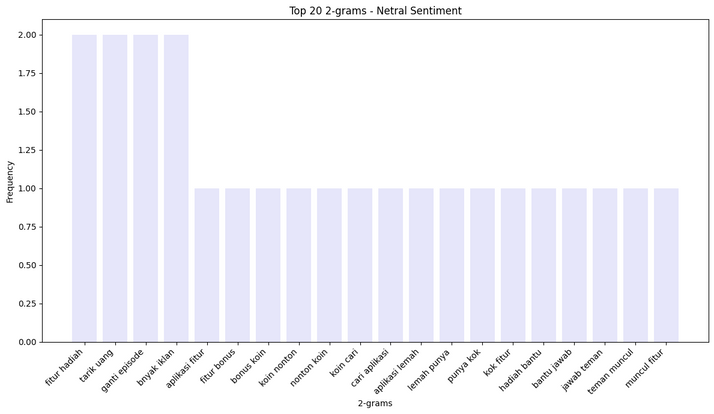 Top 20 2-grams - Netral Sentiment
Frequency
2.00
1.75
1.50
1.25
1.00
0.75
0.50
0.25
0.00
fitur hadiah
tarik uang
ganti episode
bnyak iklan
aplikasi fitur
fitur bonus
bonus koin
koin nonton
nonton koin
koin cari
cari aplikasi
aplikasi lemah
lemah punya
punya kok
kok fitur
hadiah bantu
bantu jawab
jawab teman
teman muncul
muncul fitur
2-grams